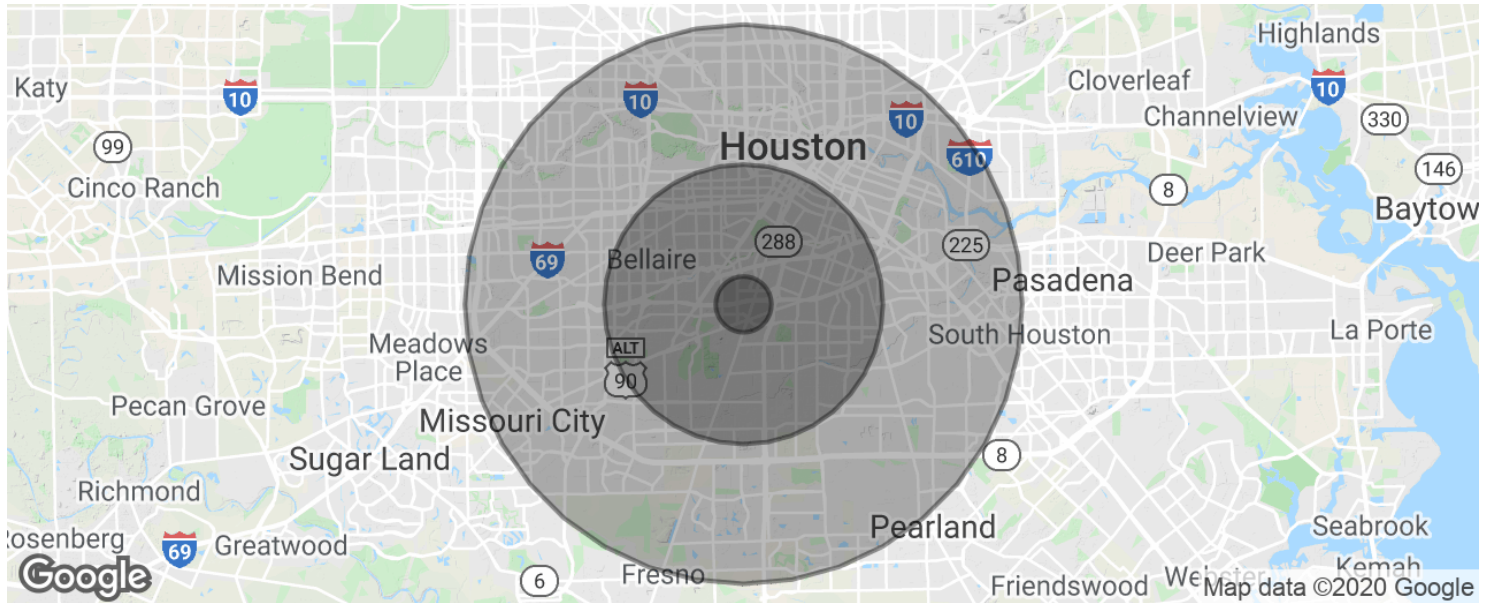 Highlands
Katy
10
10
10
Cloverleaf
10
Channelview
330
99
Houston
610
146
Cinco Ranch
8
Baytow
288
225
Deer Park
69
Bellaire
Mission Bend
Pasadena
South Houston
La Porte
Meadows
Place
ALT
90
Pecan Grove
Missouri City
Sugar Land
8
Richmond
Pearland
Seabrook
osenberg
69
Greatwood
Google
6
Fresno
Friendswood
Webster
Kemah
Map data ©2020 Google